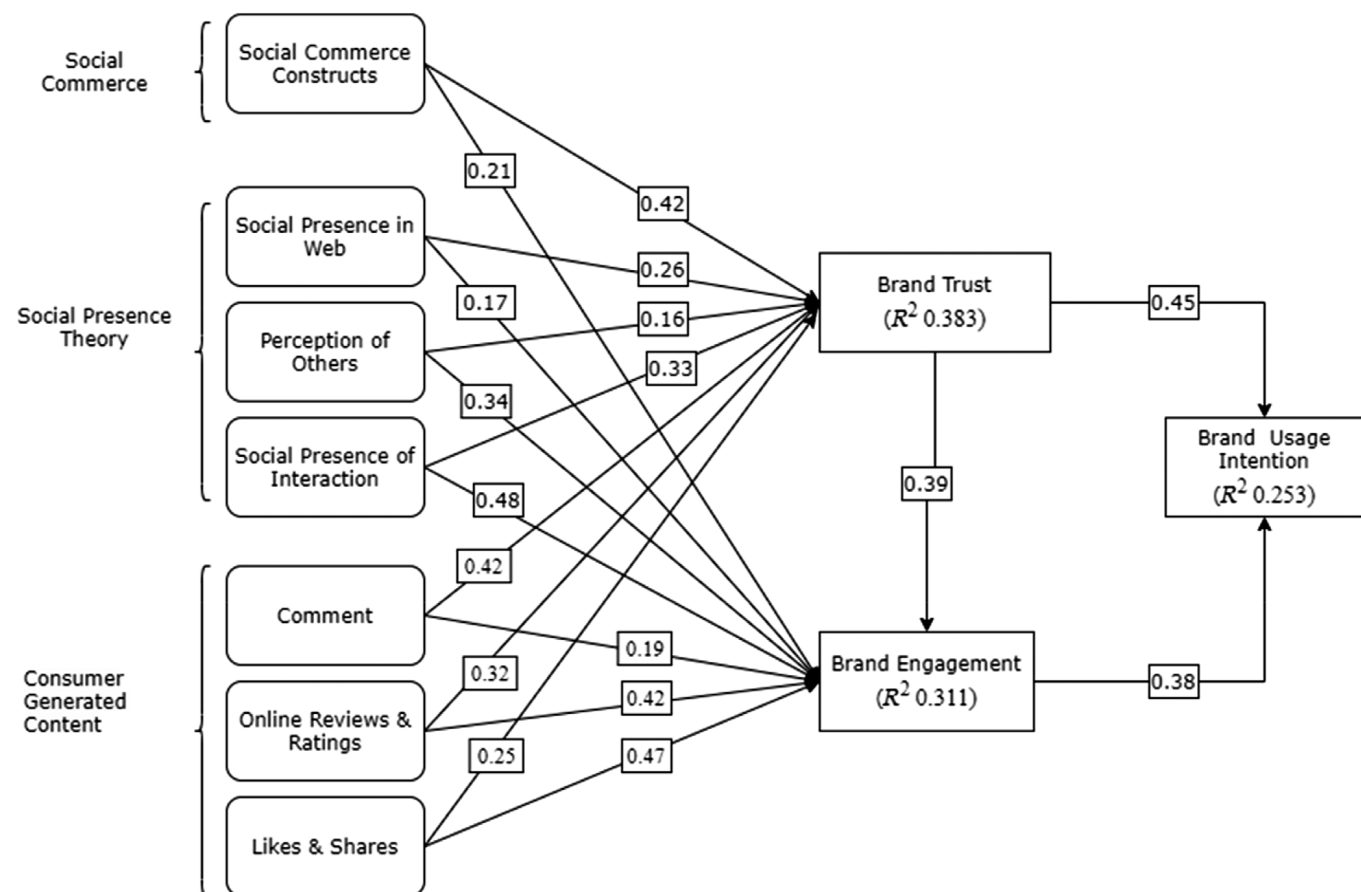 Social
Commerce
Social Commerce
Constructs
0.21
0.42
Social Presence
Theory
Social Presence in
Web
0.26
0.17
Perception of
Others
0.16
0.33
0.34
Social Presence of
Interaction
0.48
Brand Trust
(R² 0.383)
0.45
0.39
Brand  Usage
Intention
(R² 0.253)
Consumer
Generated
Content
Comment
0.42
0.19
Online Reviews &
Ratings
0.32
0.42
Likes & Shares
0.25
0.47
Brand Engagement
(R² 0.311)
0.38